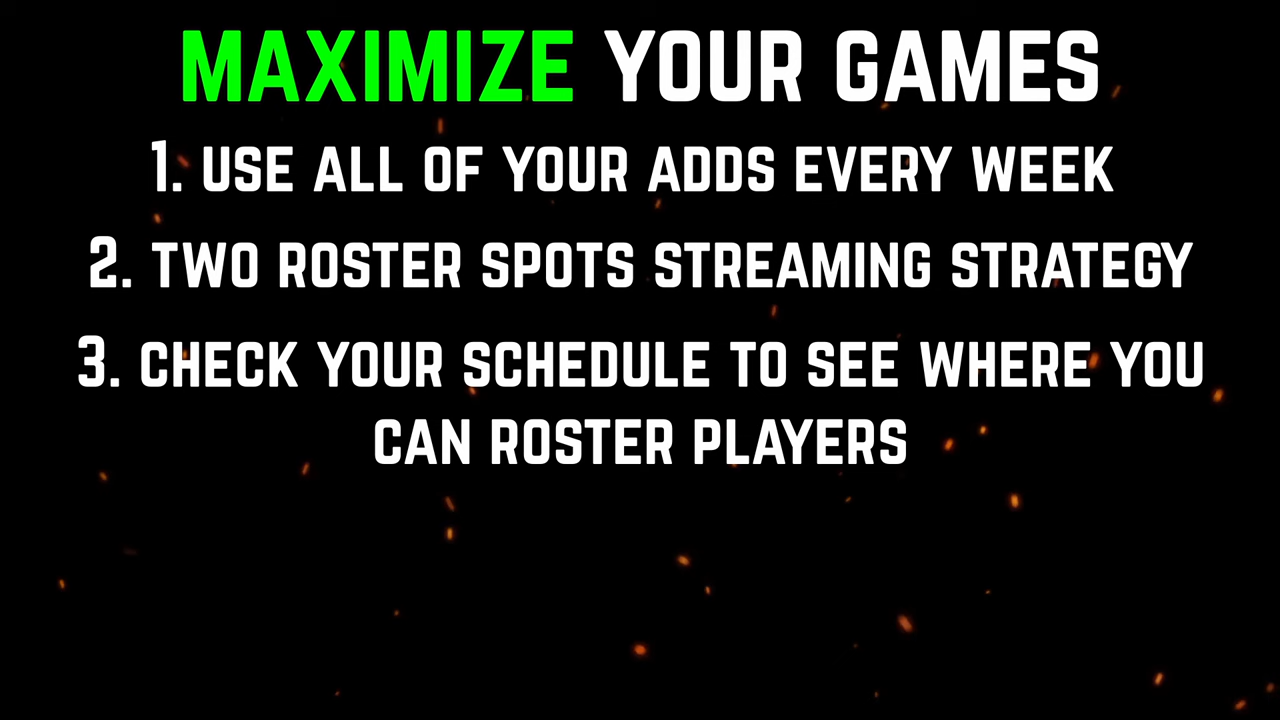 MAXIMIZE YOUR GAMES
1. USE ALL OF YOUR ADDS EVERY WEEK
2. TWO ROSTER SPOTS STREAMING STRATEGY
3. CHECK YOUR SCHEDULE TO SEE WHERE YOU
CAN ROSTER PLAYERS